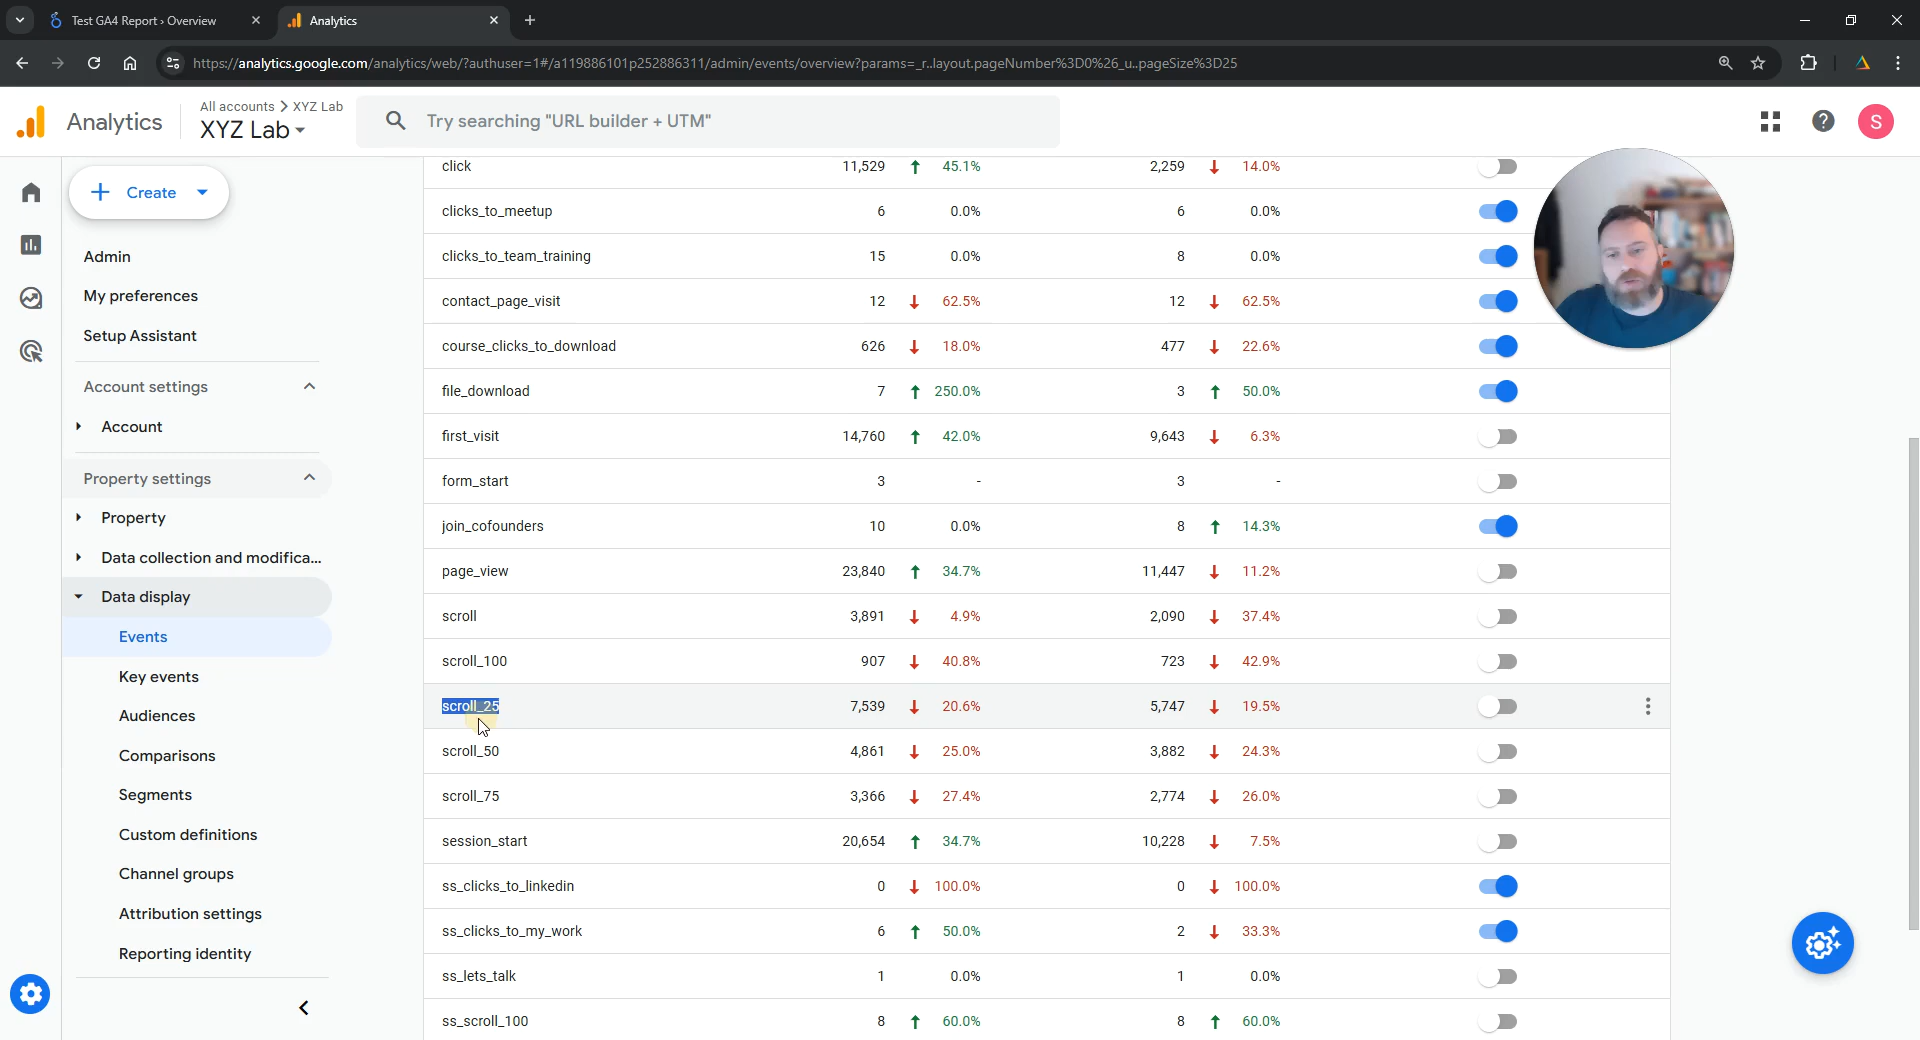 Test GA4 Report › Overview
Analytics
https://analytics.google.com/analytics/web/?authuser=1#/a119886101p252886311/admin/events/overview?params=_r..layout.pageNumber%3D0%26_u..pageSize%3D25
Analytics
All accounts > XYZ Lab
XYZ Lab
Try searching "URL builder + UTM"
S
Create
Admin
My preferences
Setup Assistant
Account settings
Account
Property settings
Property
Data collection and modifica...
Data display
Events
Key events
Audiences
Comparisons
Segments
Custom definitions
Channel groups
Attribution settings
Reporting identity
click 11,529 ↑ 45.1% 2,259 ↓ 14.0%
clicks_to_meetup 6 0.0% 6 0.0%
clicks_to_team_training 15 0.0% 8 0.0%
contact_page_visit 12 ↓ 62.5% 12 ↓ 62.5%
course_clicks_to_download 626 ↓ 18.0% 477 ↓ 22.6%
file_download 7 ↑ 250.0% 3 ↑ 50.0%
first_visit 14,760 ↑ 42.0% 9,643 ↓ 6.3%
form_start 3 - 3 -
join_cofounders 10 0.0% 8 ↑ 14.3%
page_view 23,840 ↑ 34.7% 11,447 ↓ 11.2%
scroll 3,891 ↓ 4.9% 2,090 ↓ 37.4%
scroll_100 907 ↓ 40.8% 723 ↓ 42.9%
scroll_25 7,539 ↓ 20.6% 5,747 ↓ 19.5%
scroll_50 4,861 ↓ 25.0% 3,882 ↓ 24.3%
scroll_75 3,366 ↓ 27.4% 2,774 ↓ 26.0%
session_start 20,654 ↑ 34.7% 10,228 ↓ 7.5%
ss_clicks_to_linkedin 0 ↓ 100.0% 0 ↓ 100.0%
ss_clicks_to_my_work 6 ↑ 50.0% 2 ↓ 33.3%
ss_lets_talk 1 0.0% 1 0.0%
ss_scroll_100 8 ↑ 60.0% 8 ↑ 60.0%